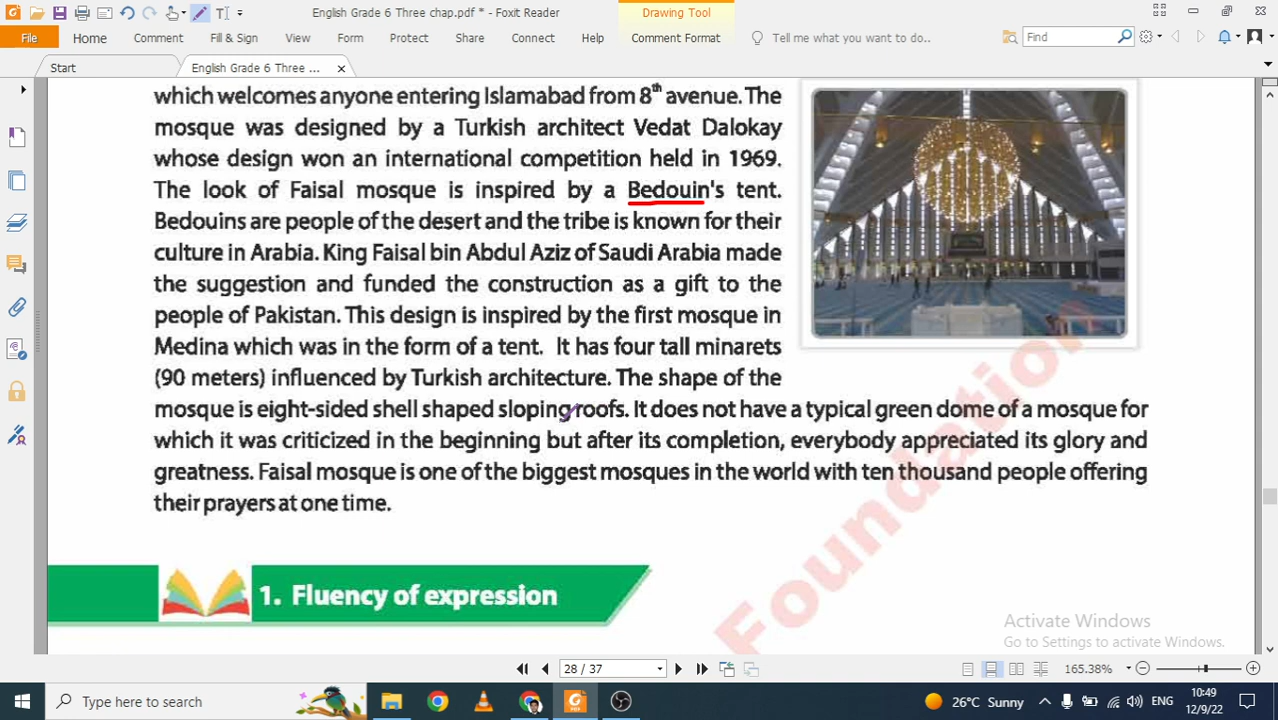 English Grade 6 Three chap.pdf * - Foxit Reader
Drawing Tool
File Home Comment Fill & Sign View Form Protect Share Connect Help Comment Format Tell me what you want to do.. Find
Start English Grade 6 Three ...
which welcomes anyone entering Islamabad from 8th avenue. The
mosque was designed by a Turkish architect Vedat Dalokay
whose design won an international competition held in 1969.
The look of Faisal mosque is inspired by a Bedouin's tent.
Bedouins are people of the desert and the tribe is known for their
culture in Arabia. King Faisal bin Abdul Aziz of Saudi Arabia made
the suggestion and funded the construction as a gift to the
people of Pakistan. This design is inspired by the first mosque in
Medina which was in the form of a tent. It has four tall minarets
(90 meters) influenced by Turkish architecture. The shape of the
mosque is eight-sided shell shaped sloping roofs. It does not have a typical green dome of a mosque for
which it was criticized in the beginning but after its completion, everybody appreciated its glory and
greatness. Faisal mosque is one of the biggest mosques in the world with ten thousand people offering
their prayers at one time.
Foundation
1. Fluency of expression
Activate Windows
Go to Settings to activate Windows.
28 / 37
165.38%
Type here to search
26°C Sunny
ENG
10:49
12/9/22